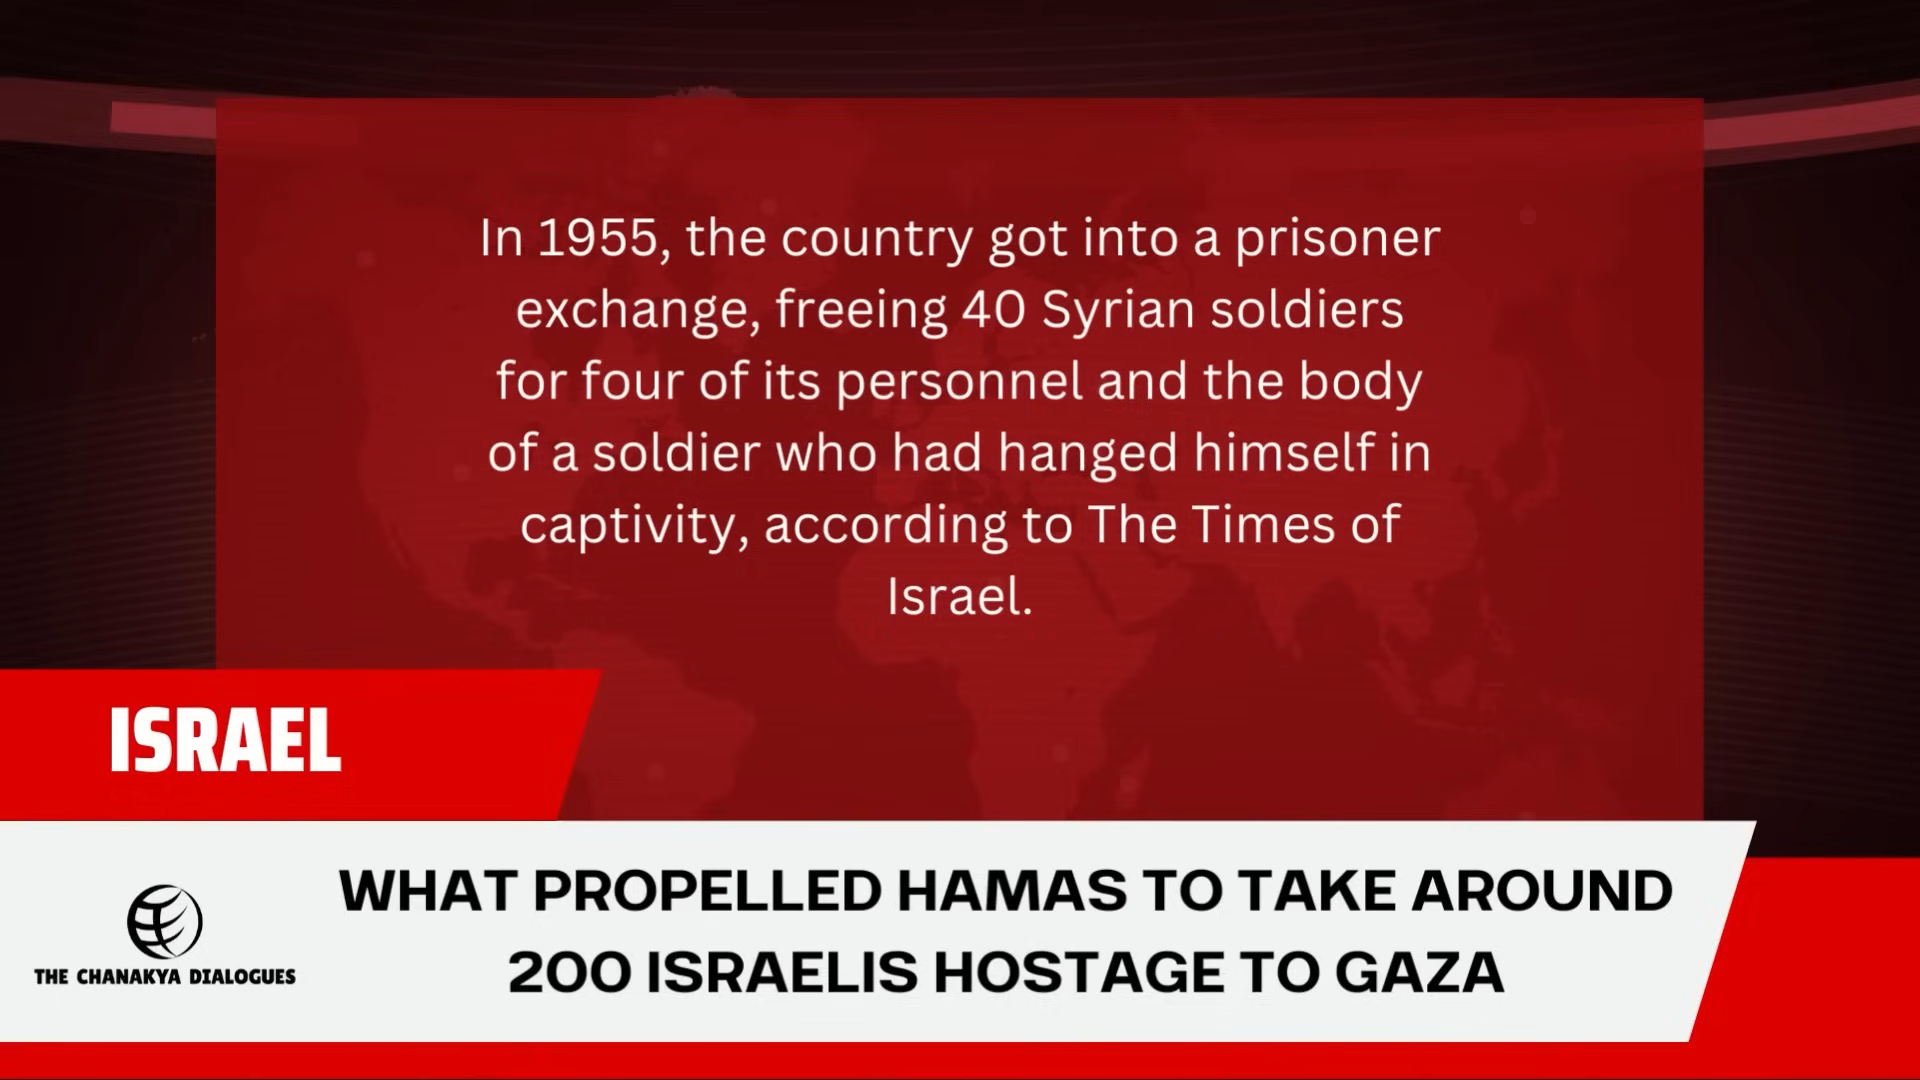 In 1955, the country got into a prisoner
exchange, freeing 40 Syrian soldiers
for four of its personnel and the body
of a soldier who had hanged himself in
captivity, according to The Times of
Israel.
ISRAEL
WHAT PROPELLED HAMAS TO TAKE AROUND
200 ISRAELIS HOSTAGE TO GAZA
THE CHANAKYA DIALOGUES